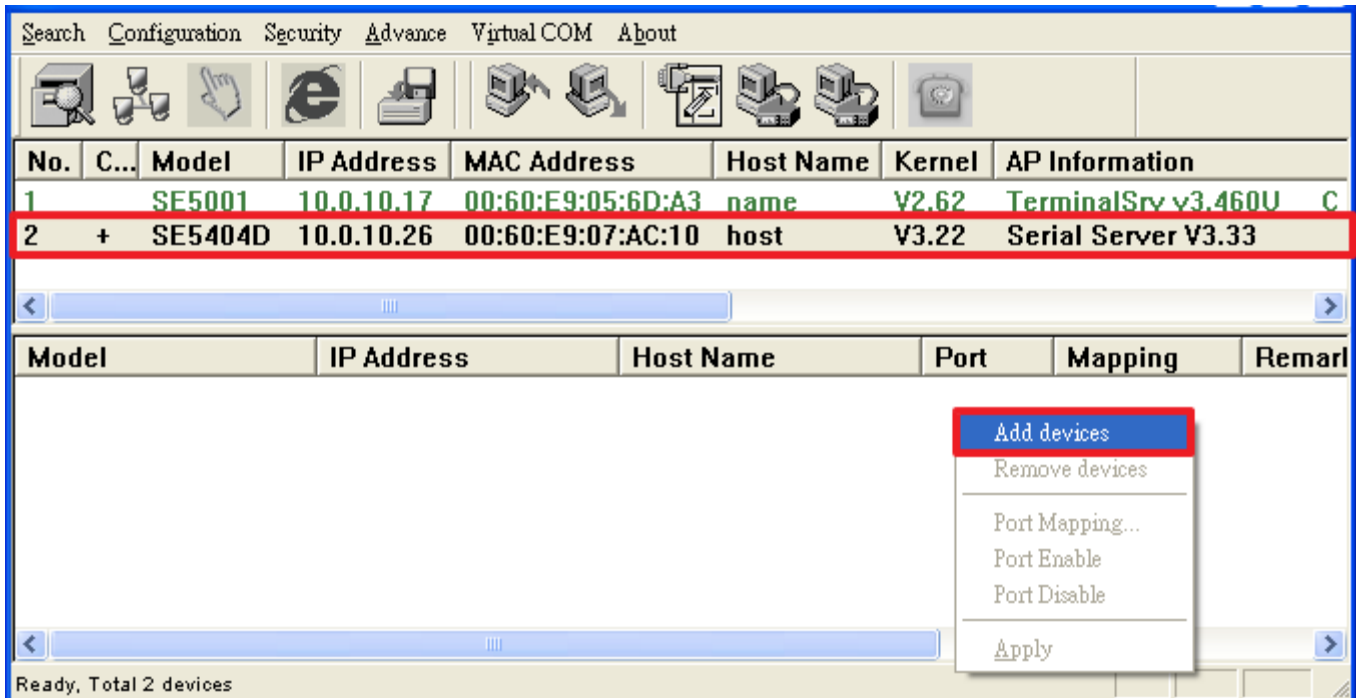 Search Configuration Security Advance Virtual COM About
No. C... Model IP Address MAC Address Host Name Kernel AP Information
1 SE5001 10.0.10.17 00:60:E9:05:6D:A3 name V2.62 TerminalSrv v3.460U C
2 + SE5404D 10.0.10.26 00:60:E9:07:AC:10 host V3.22 Serial Server V3.33
Model IP Address Host Name Port Mapping Remark
Add devices
Remove devices
Port Mapping...
Port Enable
Port Disable
Apply
Ready, Total 2 devices